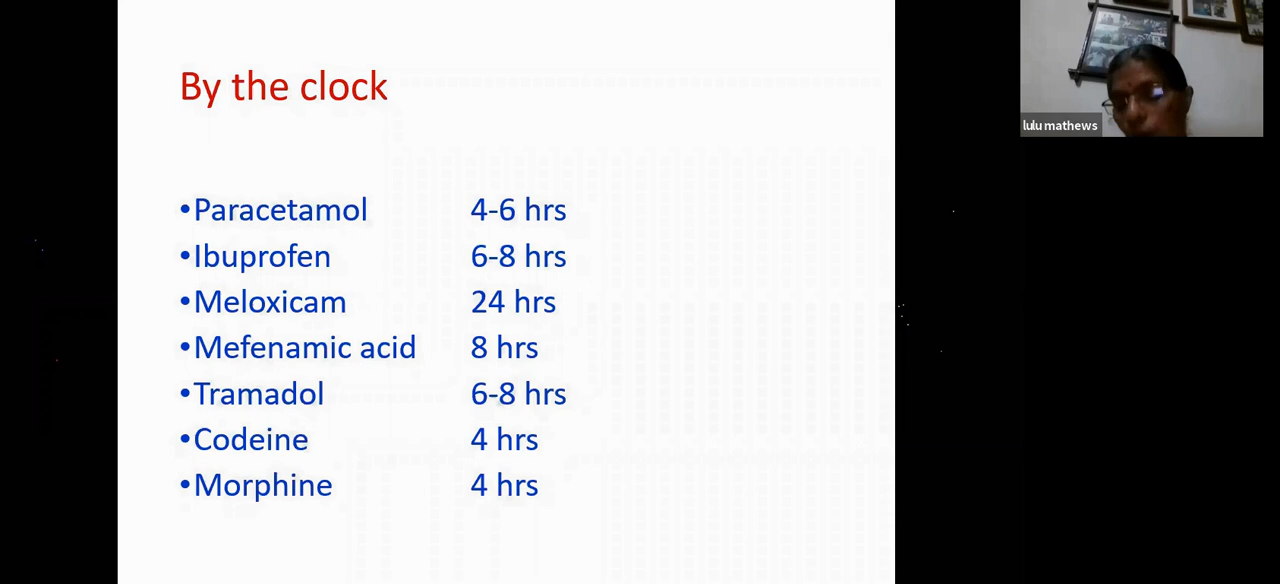 By the clock
lulu mathews
•Paracetamol 4-6 hrs
•Ibuprofen 6-8 hrs
•Meloxicam 24 hrs
•Mefenamic acid 8 hrs
•Tramadol 6-8 hrs
•Codeine 4 hrs
•Morphine 4 hrs